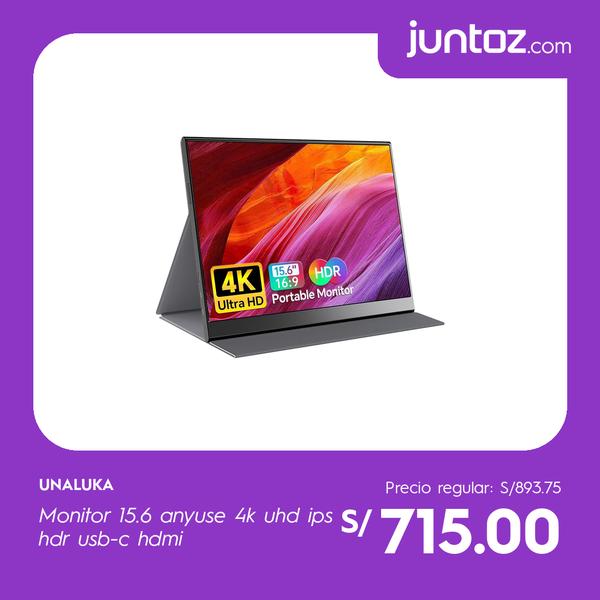 juntoz.com
4K
Ultra HD
15.6"
16:9
HDR
Portable Monitor
UNALUKA
Precio regular: S/893.75
Monitor 15.6 anyuse 4k uhd ips
hdr usb-c hdmi
S/715.00